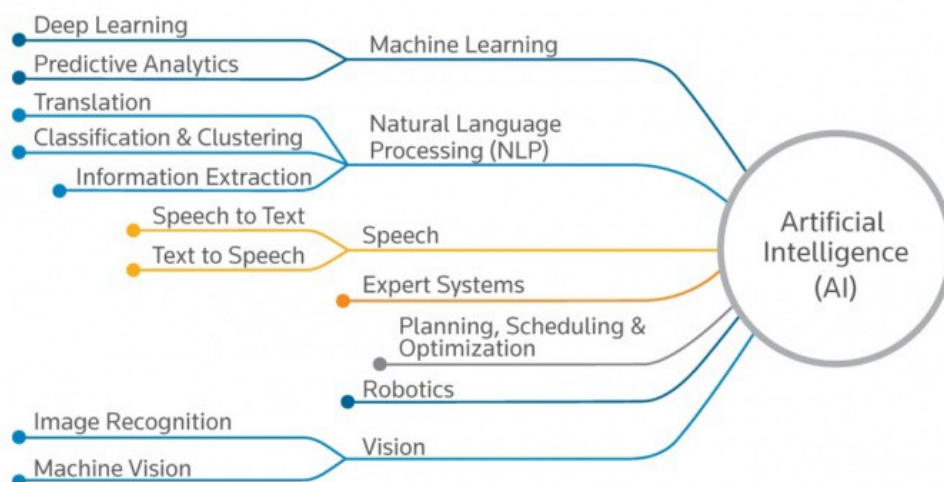 Deep Learning
Machine Learning
Predictive Analytics
Translation
Classification & Clustering
Natural Language
Processing (NLP)
Information Extraction
Speech to Text
Speech
Text to Speech
Expert Systems
Planning, Scheduling &
Optimization
Robotics
Image Recognition
Vision
Machine Vision
Artificial
Intelligence
(AI)